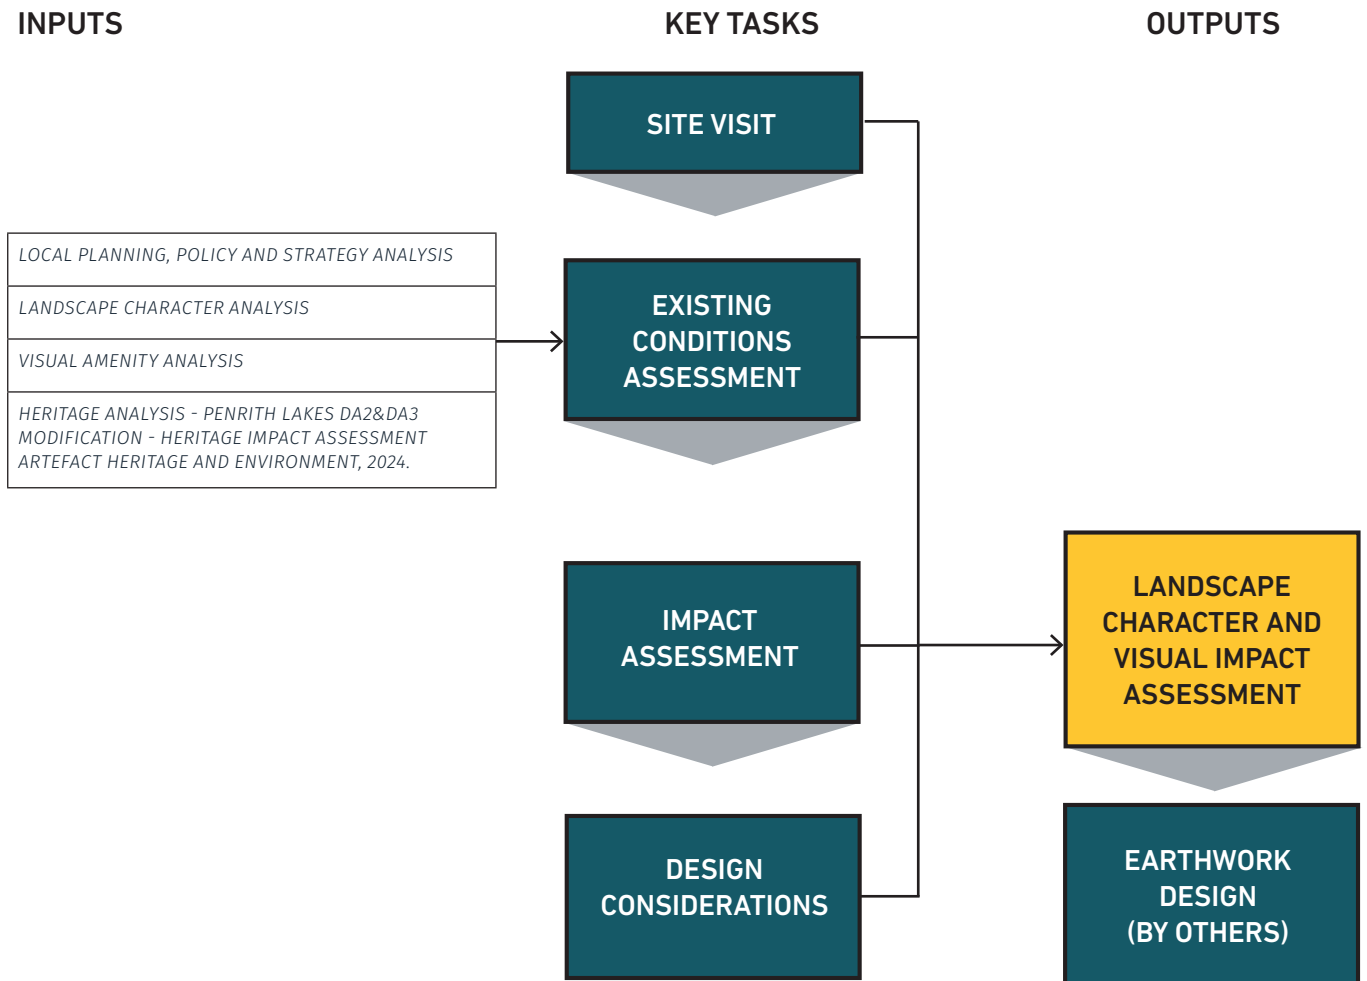 INPUTS
KEY TASKS
OUTPUTS
SITE VISIT
LOCAL PLANNING, POLICY AND STRATEGY ANALYSIS
LANDSCAPE CHARACTER ANALYSIS
VISUAL AMENITY ANALYSIS
HERITAGE ANALYSIS - PENRITH LAKES DA2&DA3
MODIFICATION - HERITAGE IMPACT ASSESSMENT
ARTEFACT HERITAGE AND ENVIRONMENT, 2024.
EXISTING
CONDITIONS
ASSESSMENT
IMPACT
ASSESSMENT
DESIGN
CONSIDERATIONS
LANDSCAPE
CHARACTER AND
VISUAL IMPACT
ASSESSMENT
EARTHWORK
DESIGN
(BY OTHERS)